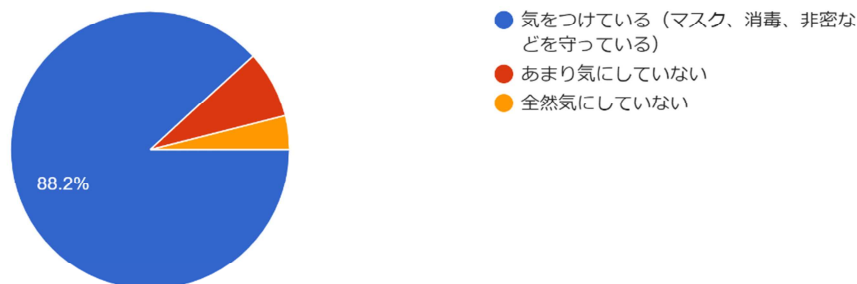 気をつけている（マスク、消毒、非密な
どを守っている）
あまり気にしていない
全然気にしていない
88.2%